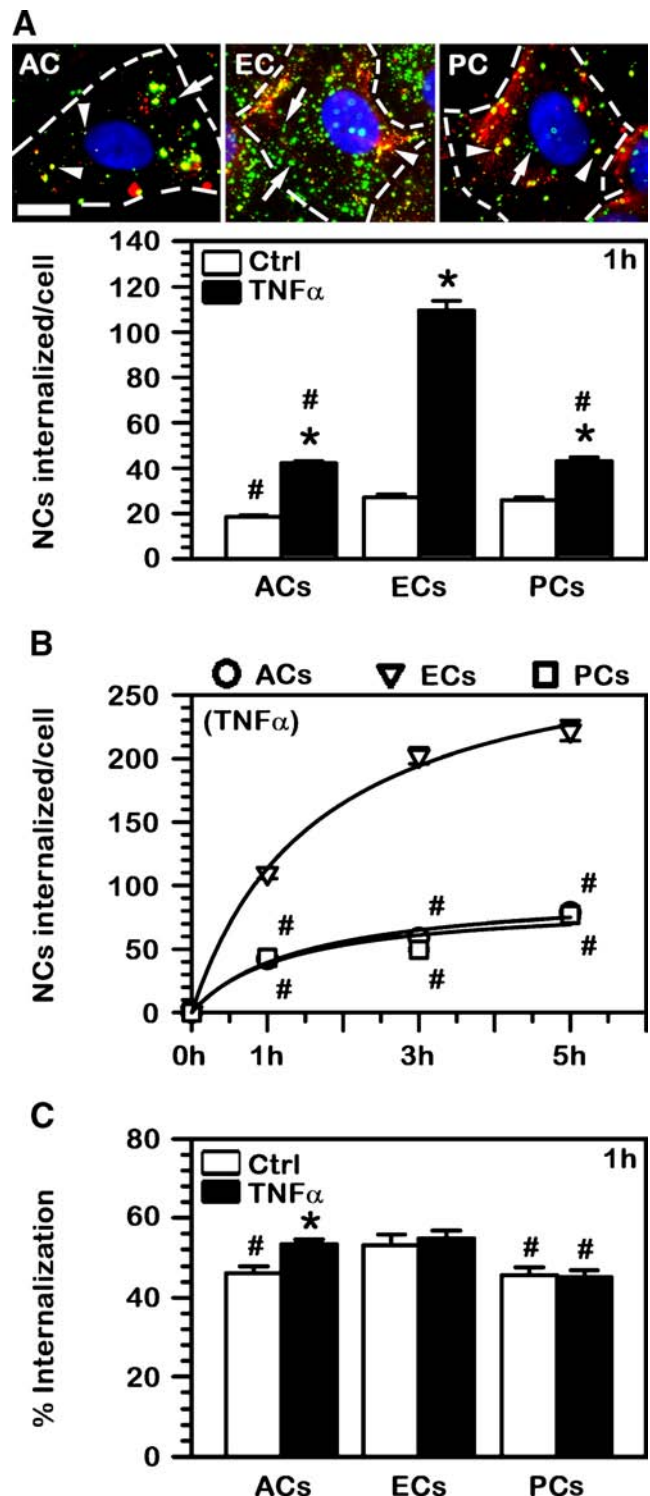 A
AC EC PC
140
120
100
80
60
40
20
0
NCs internalized/cell
Ctrl
TNFα
1h
#
*
#
*
*
#
*
ACs ECs PCs
B
ACs ECs PCs
250
200
150
100
50
0
NCs internalized/cell
(TNFα)
#
#
#
#
#
#
0h 1h 3h 5h
C
80
60
40
20
0
% Internalization
Ctrl
TNFα
1h
# * # #
ACs ECs PCs